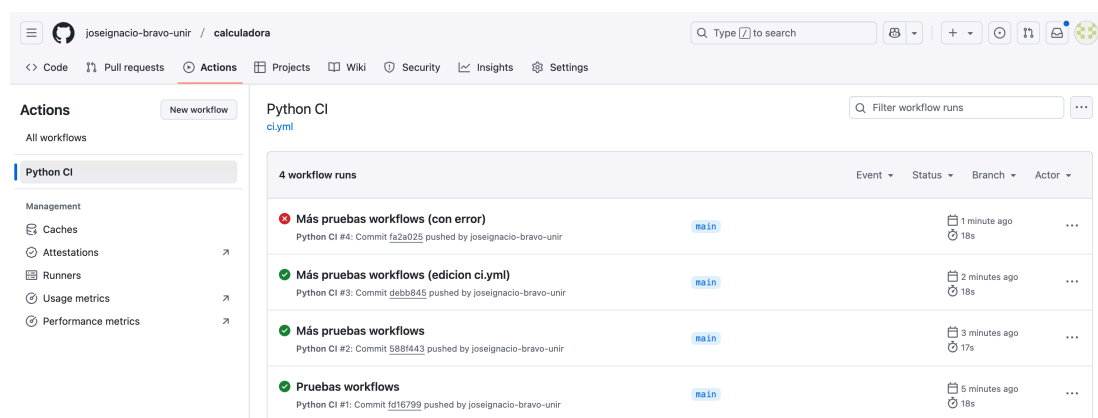 joseignacio-bravo-unir / calculadora
Type / to search
Code Pull requests Actions Projects Wiki Security Insights Settings
Actions
New workflow
All workflows
Python CI
Management
Caches
Attestations
Runners
Usage metrics
Performance metrics
Python CI
ci.yml
Filter workflow runs
4 workflow runs
Event Status Branch Actor
Más pruebas workflows (con error)
Python CI #4: Commit fa2a025 pushed by joseignacio-bravo-unir
main
1 minute ago
18s
Más pruebas workflows (edicion ci.yml)
Python CI #3: Commit debb845 pushed by joseignacio-bravo-unir
main
2 minutes ago
18s
Más pruebas workflows
Python CI #2: Commit 588f443 pushed by joseignacio-bravo-unir
main
3 minutes ago
17s
Pruebas workflows
Python CI #1: Commit fd16799 pushed by joseignacio-bravo-unir
main
5 minutes ago
18s